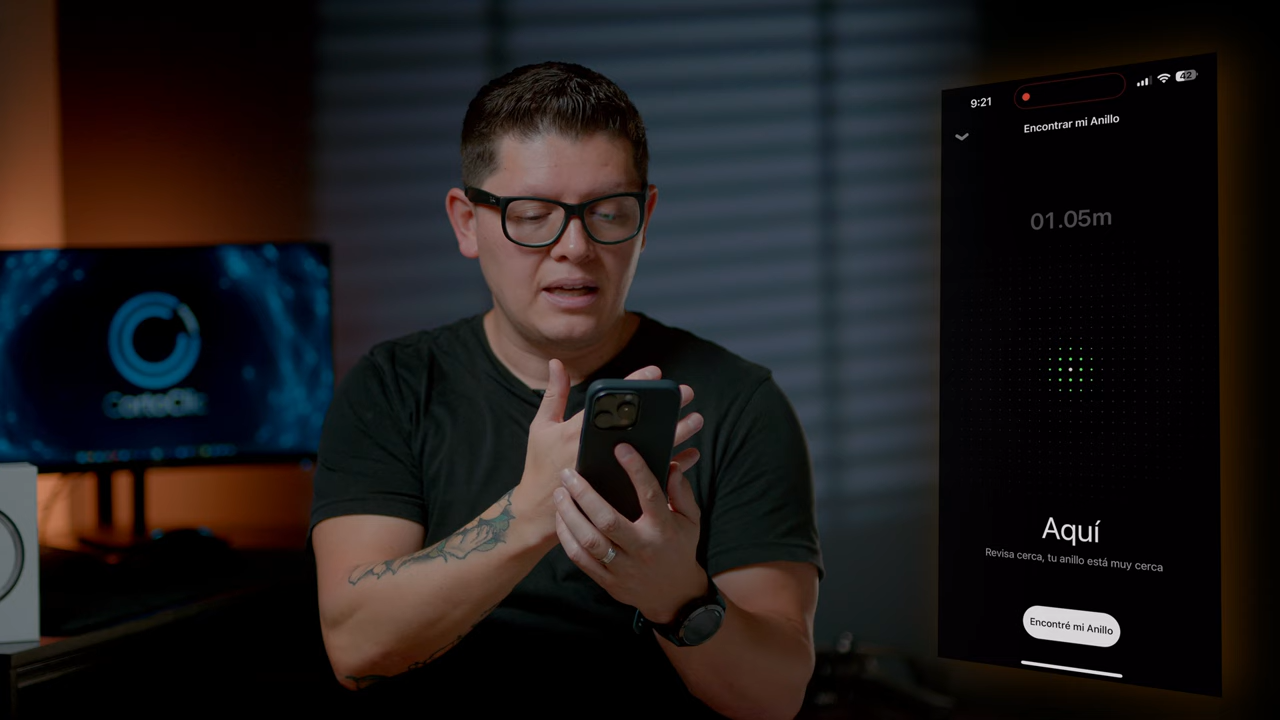 9:21
42
Encontrar mi Anillo
01.05m
Aquí
Revisa cerca, tu anillo está muy cerca
Encontré mi Anillo